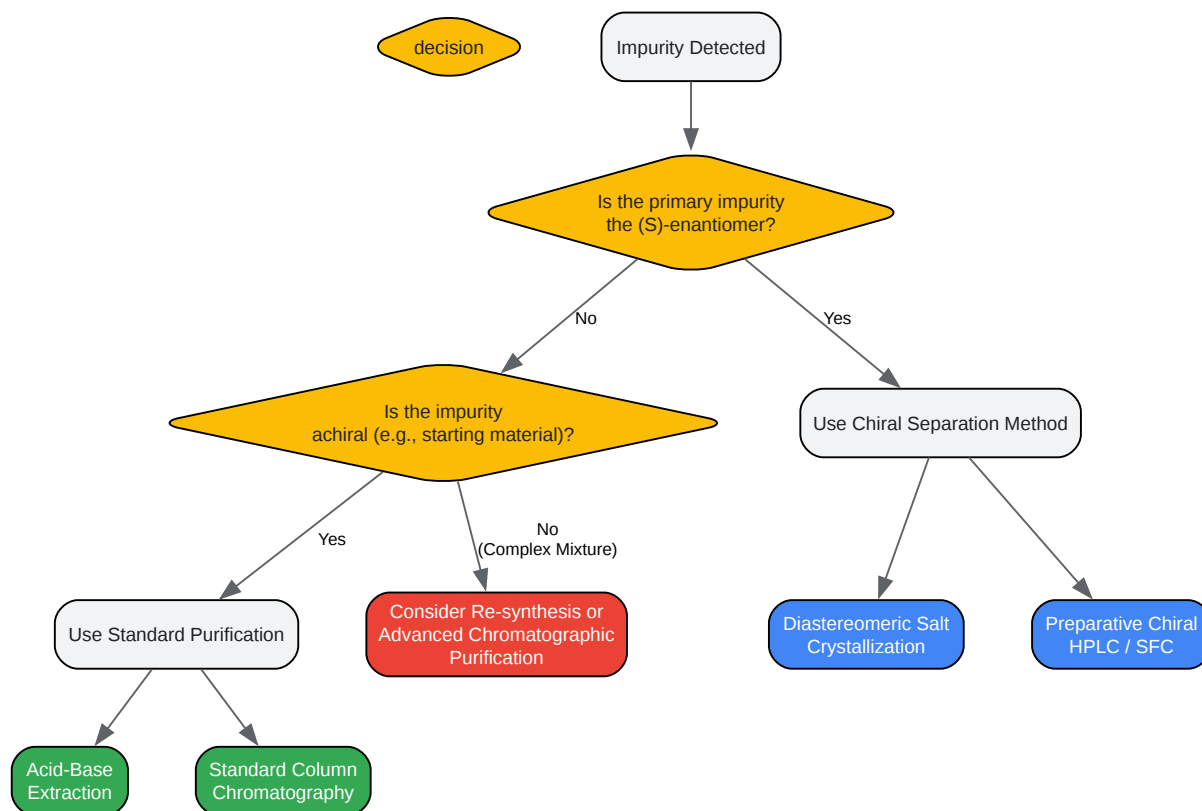 decision
Impurity Detected
Is the primary impurity
the (S)-enantiomer?
No
Yes
Is the impurity
achiral (e.g., starting material)?
Use Chiral Separation Method
Yes
No
(Complex Mixture)
Use Standard Purification
Consider Re-synthesis or
Advanced Chromatographic
Purification
Diastereomeric Salt
Crystallization
Preparative Chiral
HPLC / SFC
Acid-Base
Extraction
Standard Column
Chromatography